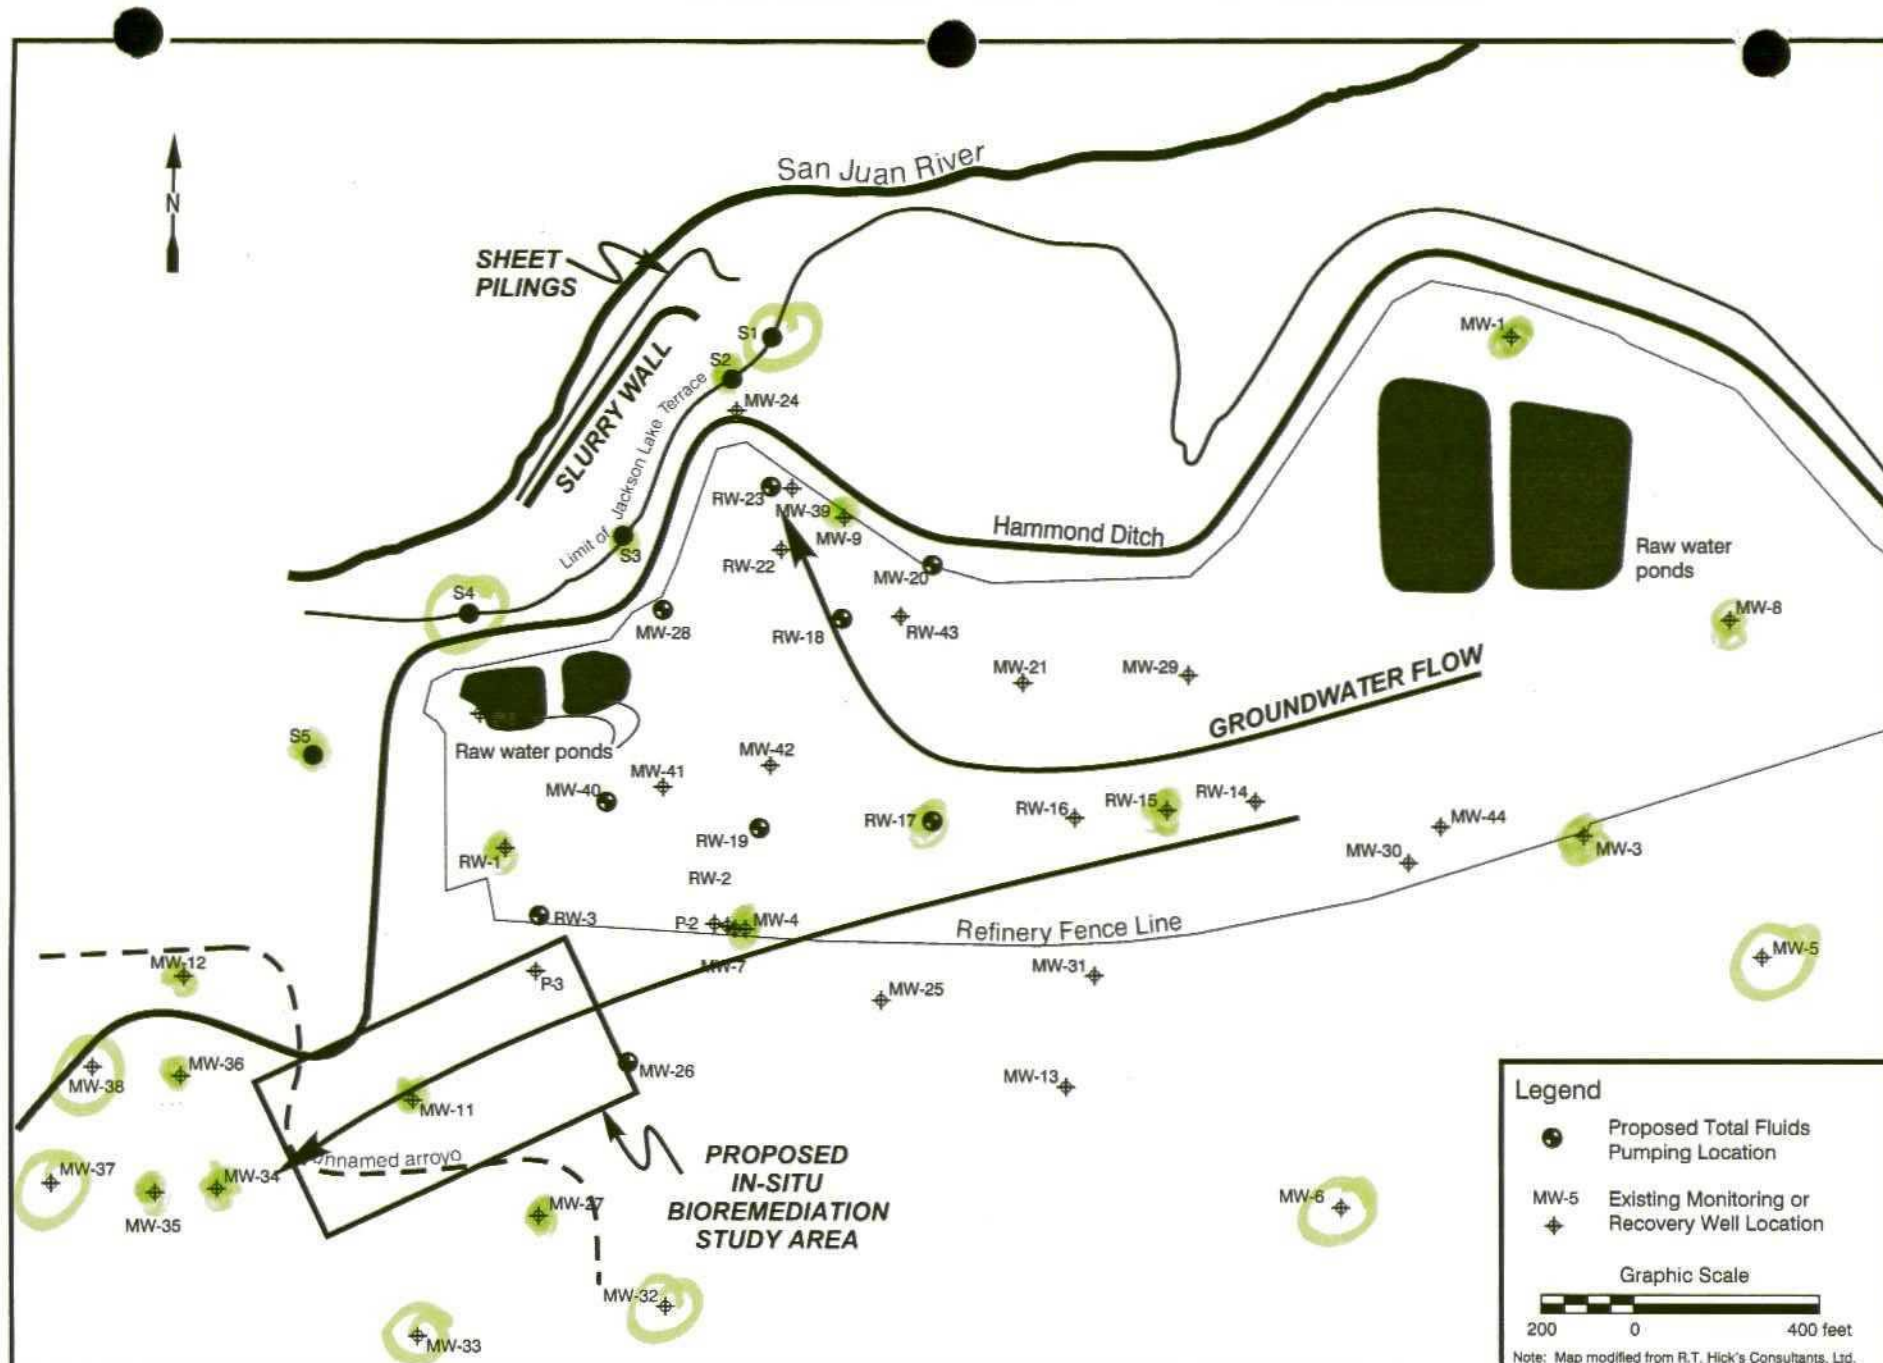 San Juan River
N
SHEET
PILINGS
S1
MW-1
S2
SLURRY WALL
MW-24
Limit of Jackson Lake Terrace
RW-23
MW-39
MW-9
Hammond Ditch
S3
RW-22
MW-20
Raw water
ponds
S4
MW-28
RW-18
RW-43
MW-8
MW-21
MW-29
GROUNDWATER FLOW
S5
Raw water ponds
MW-42
MW-41
MW-40
RW-19
RW-17
RW-16
RW-15
RW-14
MW-44
MW-3
RW-1
MW-30
RW-2
RW-3
P-2
MW-4
Refinery Fence Line
MW-5
MW-12
MW-7
MW-31
P-3
MW-25
MW-38
MW-36
MW-26
MW-13
MW-11
MW-37
MW-34
Unnamed arroyo
MW-35
MW-27
PROPOSED
IN-SITU
BIOREMEDIATION
STUDY AREA
MW-6
MW-32
MW-33
Legend
Proposed Total Fluids
Pumping Location
MW-5 Existing Monitoring or
Recovery Well Location
Graphic Scale
200 0 400 feet
Note: Map modified from R.T. Hick's Consultants, Ltd.